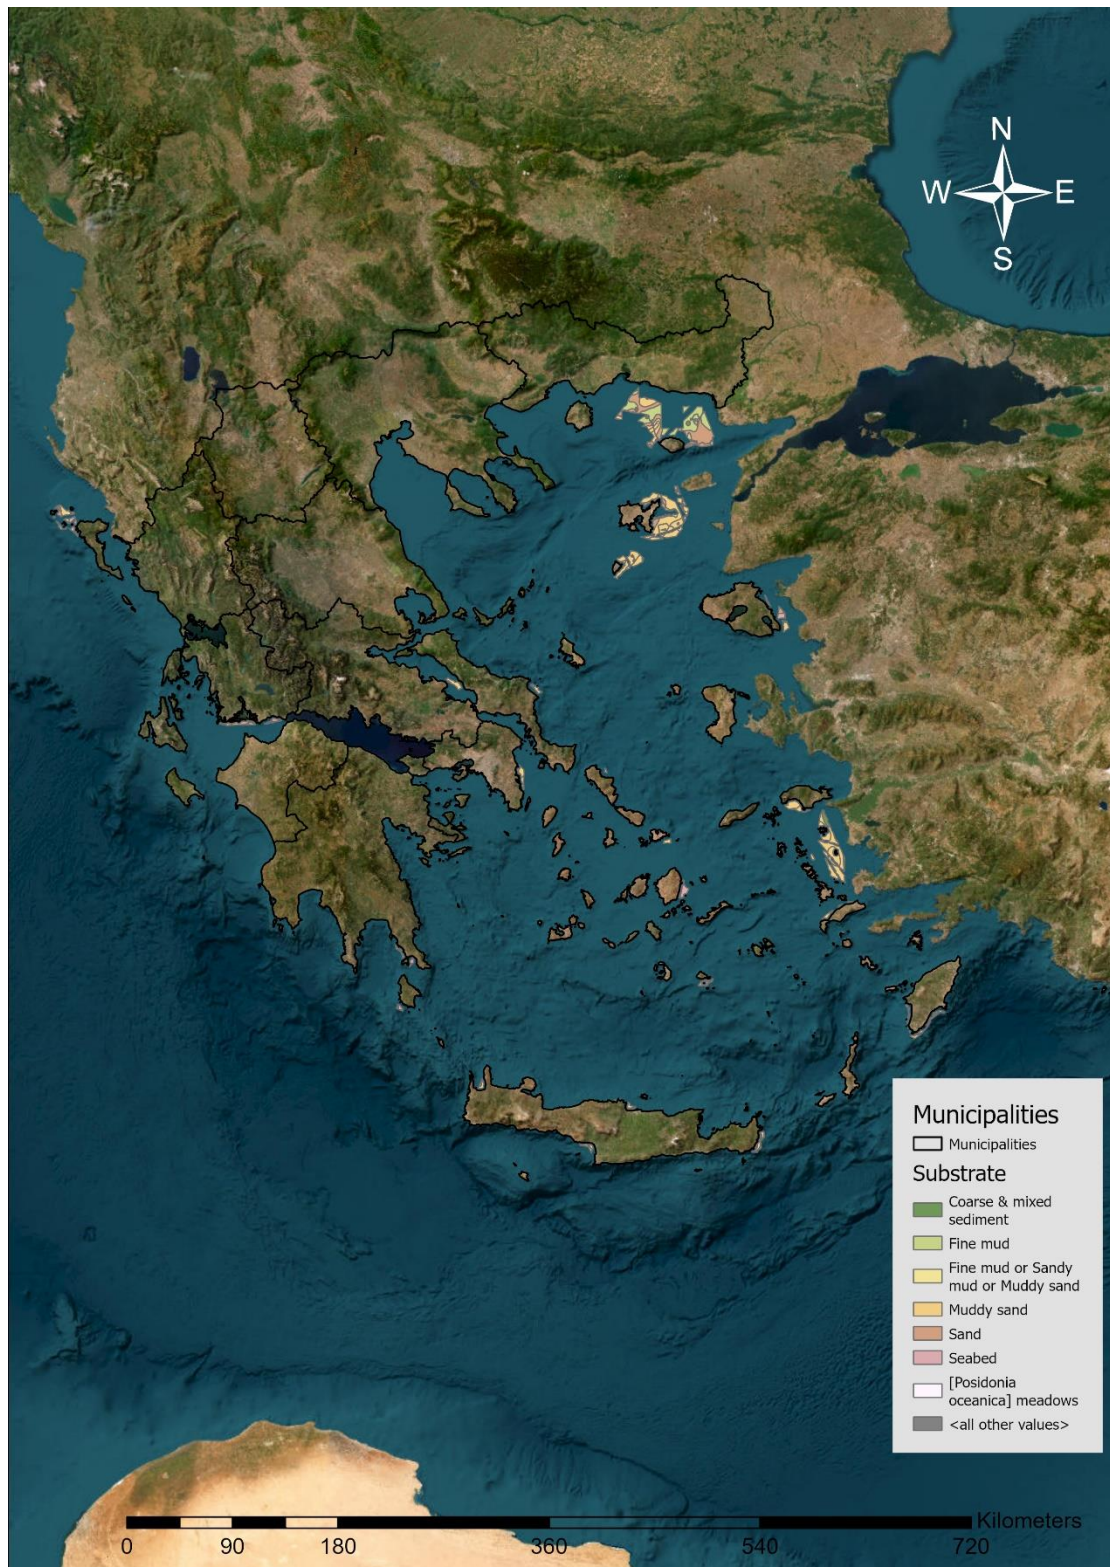 N
W E
S
Municipalities
Municipalities
Substrate
Coarse & mixed
sediment
Fine mud
Fine mud or Sandy
mud or Muddy sand
Muddy sand
Sand
Seabed
[Posidonia
oceanica] meadows
<all other values>
Kilometers
0 90 180 360 540 720